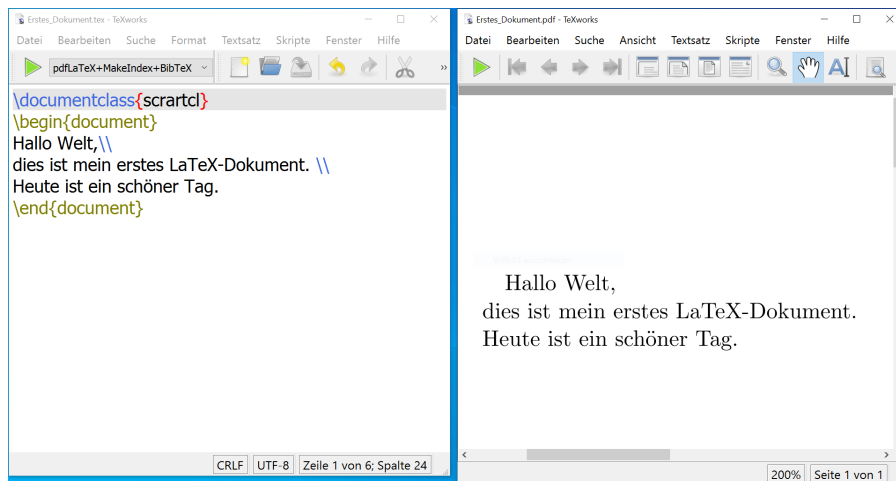 Erstes_Dokument.tex - TeXworks
Datei Bearbeiten Suche Format Textsatz Skripte Fenster Hilfe
pdfLaTeX+MakeIndex+BibTeX
\documentclass{scrartcl}
\begin{document}
Hallo Welt,\\
dies ist mein erstes LaTeX-Dokument. \\
Heute ist ein schöner Tag.
\end{document}
CRLF UTF-8 Zeile 1 von 6; Spalte 24
Erstes_Dokument.pdf - TeXworks
Datei Bearbeiten Suche Ansicht Textsatz Skripte Fenster Hilfe
Hallo Welt,
dies ist mein erstes LaTeX-Dokument.
Heute ist ein schöner Tag.
200% Seite 1 von 1